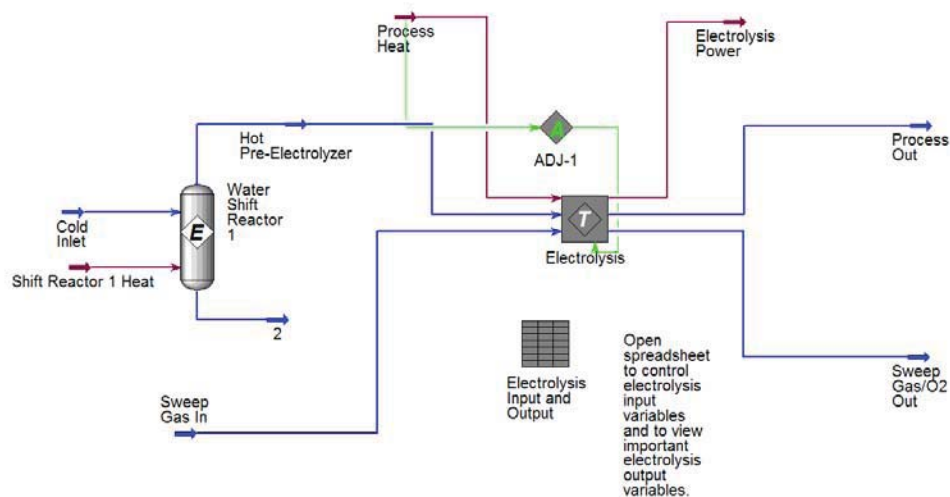 Process
Heat
Electrolysis
Power
A
ADJ-1
Hot
Pre-Electrolyzer
Process
Out
Water
Shift
Reactor
1
E
Cold
Inlet
T
Electrolysis
Shift Reactor 1 Heat
2
Electrolysis
Input and
Output
Open
spreadsheet
to control
electrolysis
input
variables
and to view
important
electrolysis
output
variables.
Sweep
Gas/O2
Out
Sweep
Gas In